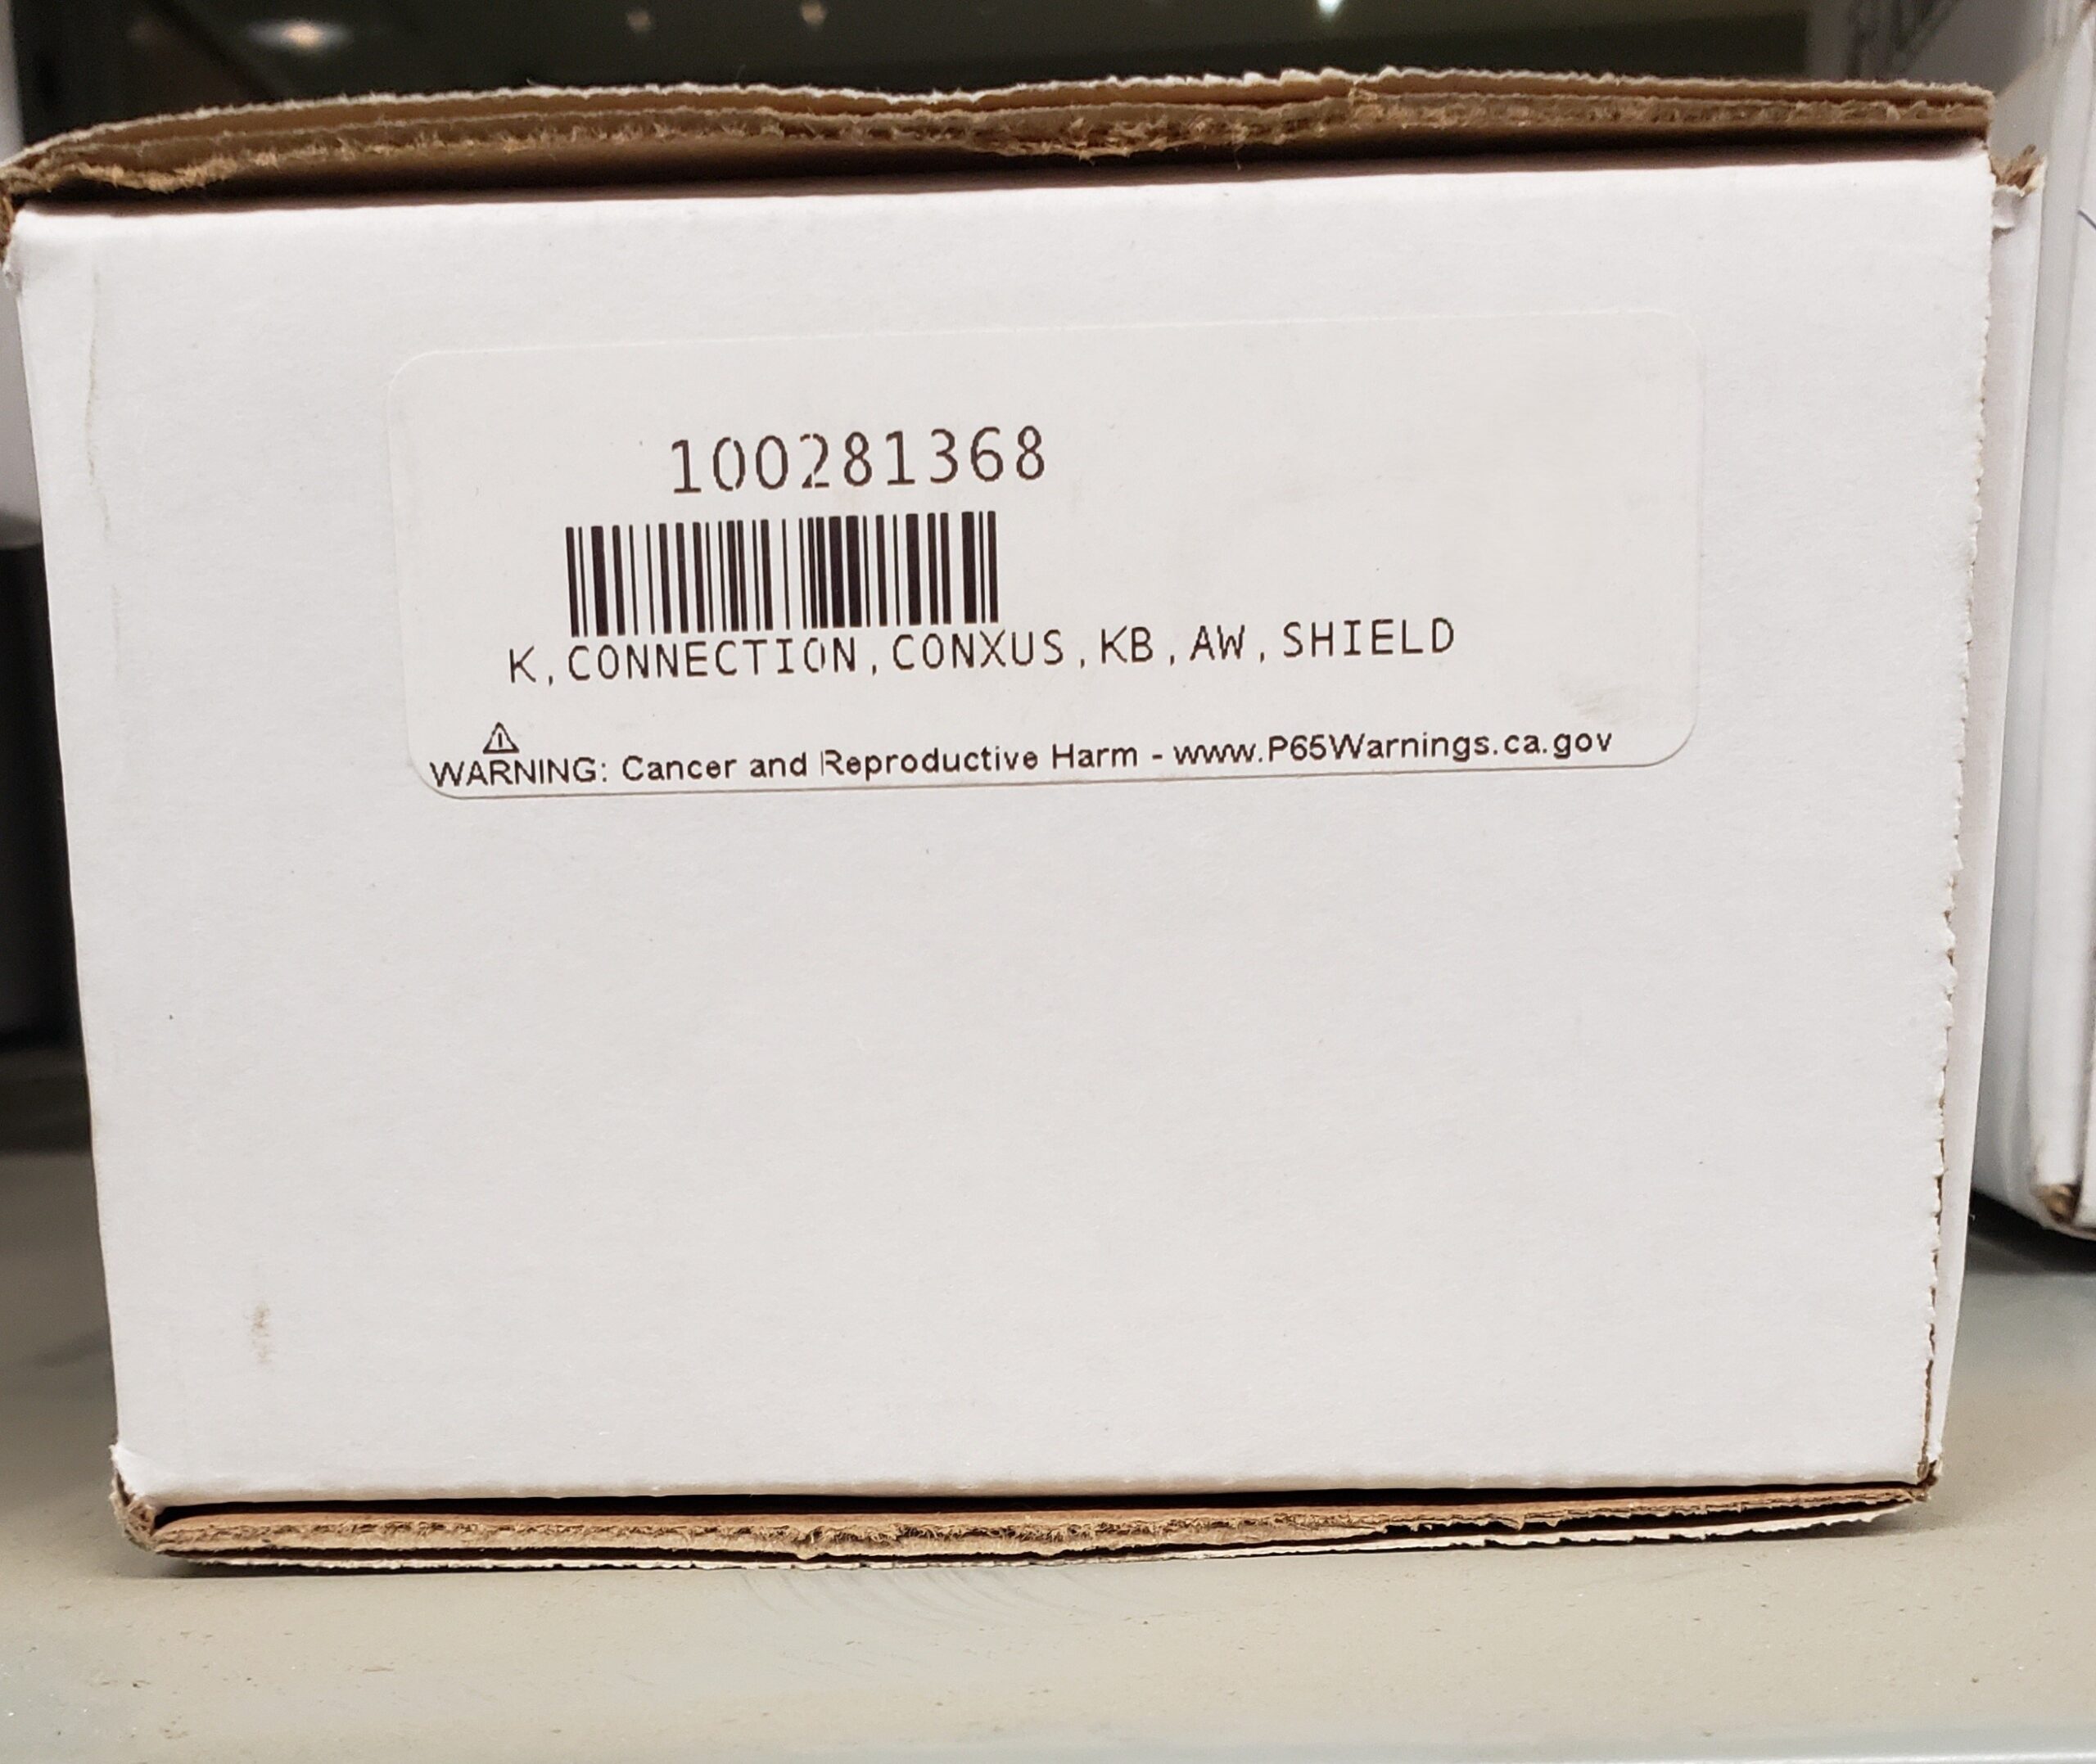 100281368
K,CONNECTION,CONXUS,KB,AW,SHIELD
WARNING: Cancer and Reproductive Harm - www.P65Warnings.ca.gov